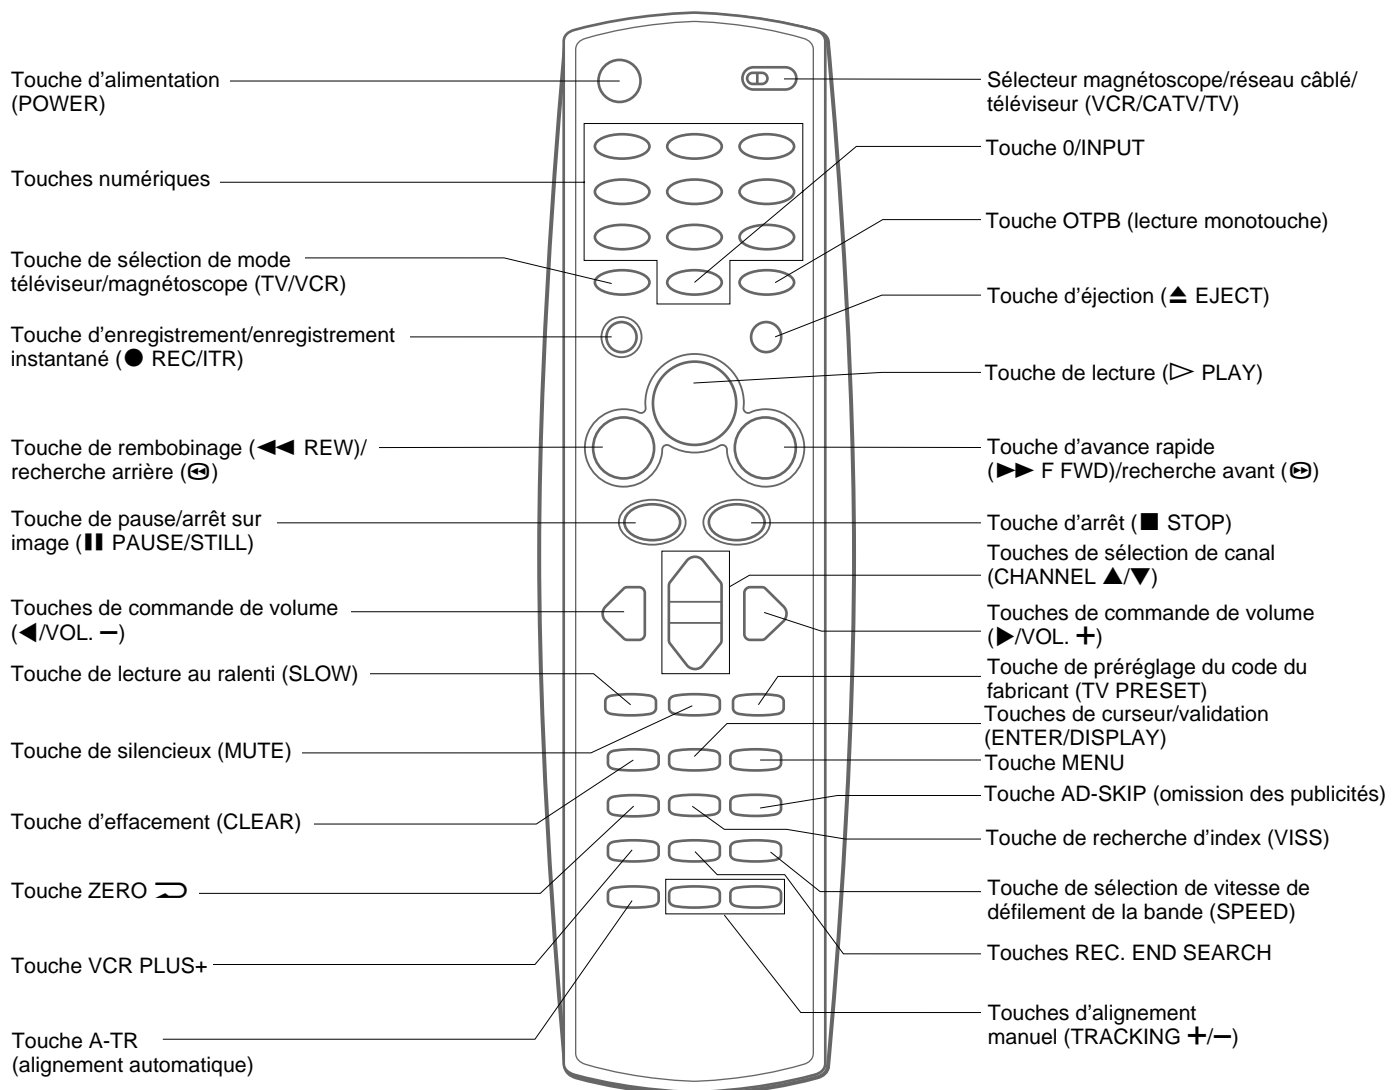 Touche d'alimentation
(POWER)
Touches numériques
Touche de sélection de mode
téléviseur/magnétoscope (TV/VCR)
Touche d'enregistrement/enregistrement
instantané (● REC/ITR)
Touche de rembobinage (◀◀ REW)/
recherche arrière (◀◀)
Touche de pause/arrêt sur
image (❚❚ PAUSE/STILL)
Touches de commande de volume
(◀/VOL. −)
Touche de lecture au ralenti (SLOW)
Touche de silencieux (MUTE)
Touche d'effacement (CLEAR)
Touche ZERO ⮌
Touche VCR PLUS+
Touche A-TR
(alignement automatique)
Sélecteur magnétoscope/réseau câblé/
téléviseur (VCR/CATV/TV)
Touche 0/INPUT
Touche OTPB (lecture monotouche)
Touche d'éjection (⏏ EJECT)
Touche de lecture (▷ PLAY)
Touche d'avance rapide
(▶▶ F FWD)/recherche avant (▶▶)
Touche d'arrêt (■ STOP)
Touches de sélection de canal
(CHANNEL ▲/▼)
Touches de commande de volume
(▶/VOL. +)
Touche de préréglage du code du
fabricant (TV PRESET)
Touches de curseur/validation
(ENTER/DISPLAY)
Touche MENU
Touche AD-SKIP (omission des publicités)
Touche de recherche d'index (VISS)
Touche de sélection de vitesse de
défilement de la bande (SPEED)
Touches REC. END SEARCH
Touches d'alignement
manuel (TRACKING +/−)